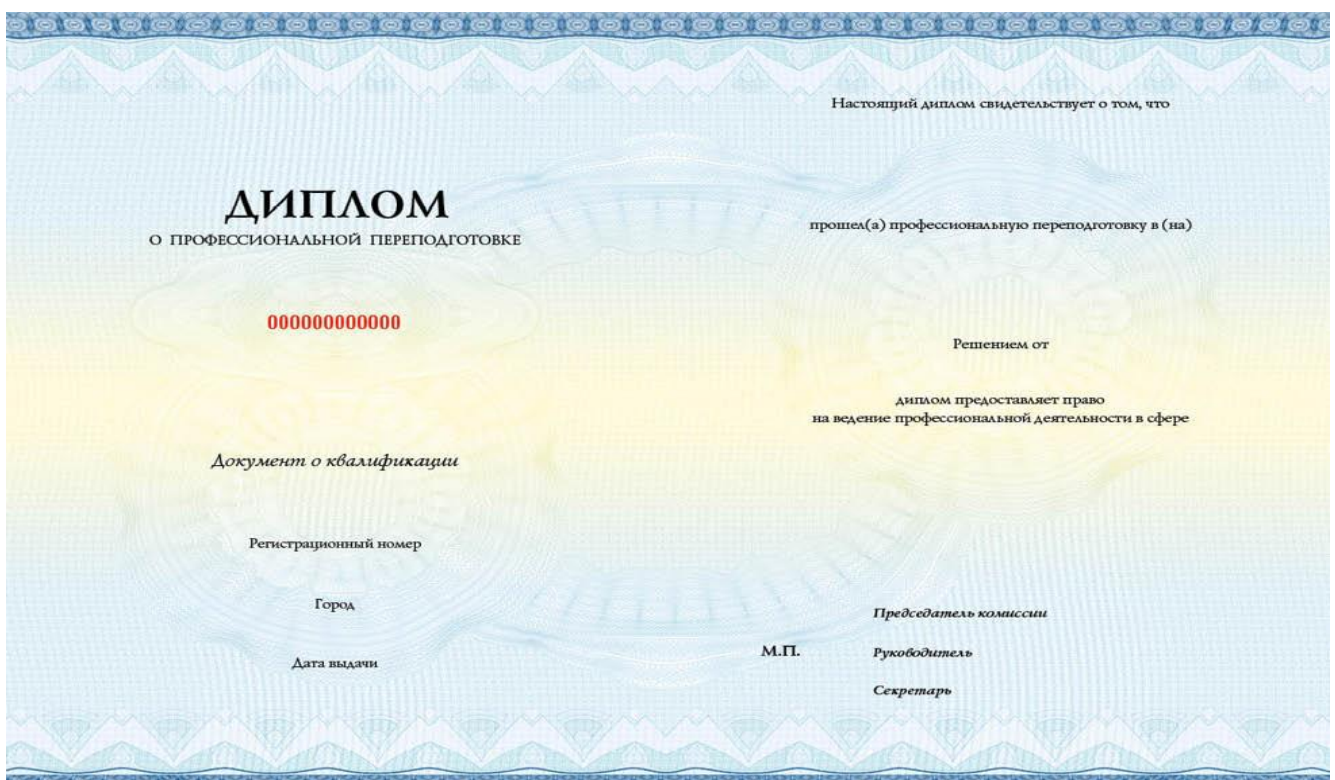 ДИПЛОМ
О ПРОФЕССИОНАЛЬНОЙ ПЕРЕПОДГОТОВКЕ
000000000000
Документ о квалификации
Регистрационный номер
Город
Дата выдачи
Настоящий диплом свидетельствует о том, что
прошел(а) профессиональную переподготовку в (на)
Решением от
диплом предоставляет право
на ведение профессиональной деятельности в сфере
Председатель комиссии
М.П. Руководитель
Секретарь